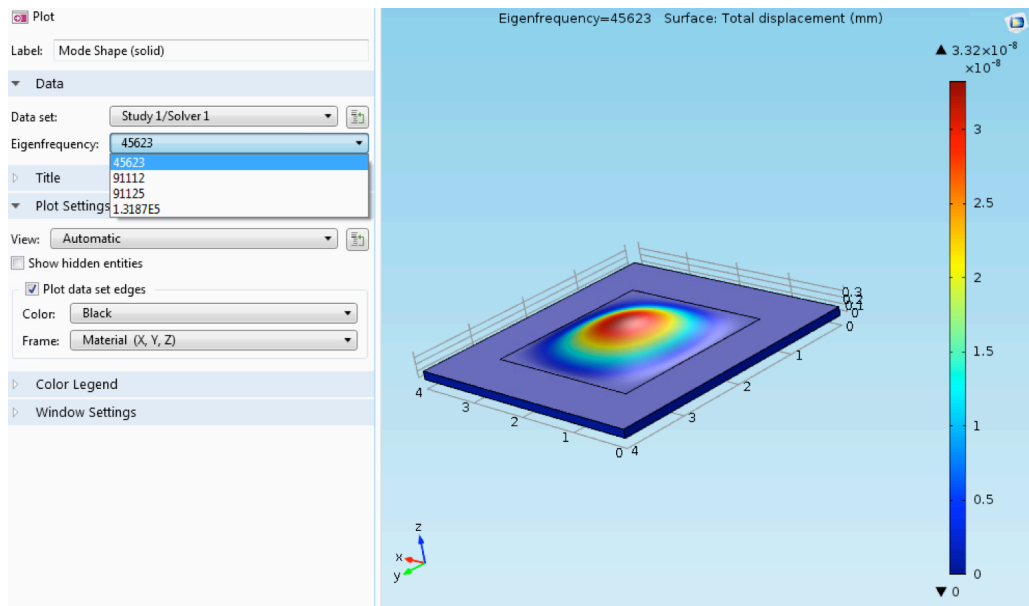 Plot
Label: Mode Shape (solid)
Data
Data set: Study 1/Solver 1
Eigenfrequency: 45623
45623
91112
91125
1.3187E5
Title
Plot Settings
View: Automatic
Show hidden entities
Plot data set edges
Color: Black
Frame: Material (X, Y, Z)
Color Legend
Window Settings
Eigenfrequency=45623 Surface: Total displacement (mm)
▲ 3.32×10⁻⁸
×10⁻⁸
3
2.5
2
1.5
1
0.5
0
▼ 0
0.3
0.2
0.1
0
0
1
2
3
4
4
3
2
1
0
z
x
y